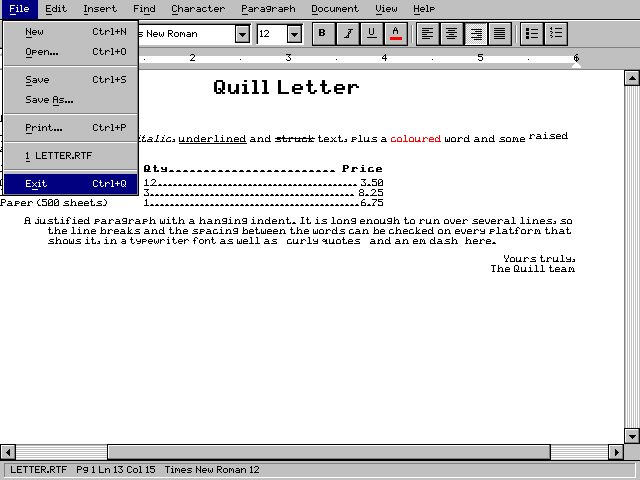 File Edit Insert Find Character Paragraph Document View Help
New Ctrl+N
Open... Ctrl+O
Save Ctrl+S
Save As...
Print... Ctrl+P
1 LETTER.RTF
Exit Ctrl+Q
s New Roman 12 B I U A
2 3 4 5 6
Quill Letter
italic, underlined and struck text, plus a coloured word and some raised
Qty Price
12 3.50
3 8.25
Paper (500 sheets) 1 6.75
A justified paragraph with a hanging indent. It is long enough to run over several lines, so
the line breaks and the spacing between the words can be checked on every platform that
shows it, in a typewriter font as well as curly quotes and an em dash here.
Yours truly,
The Quill team
LETTER.RTF Pg 1 Ln 13 Col 15 Times New Roman 12